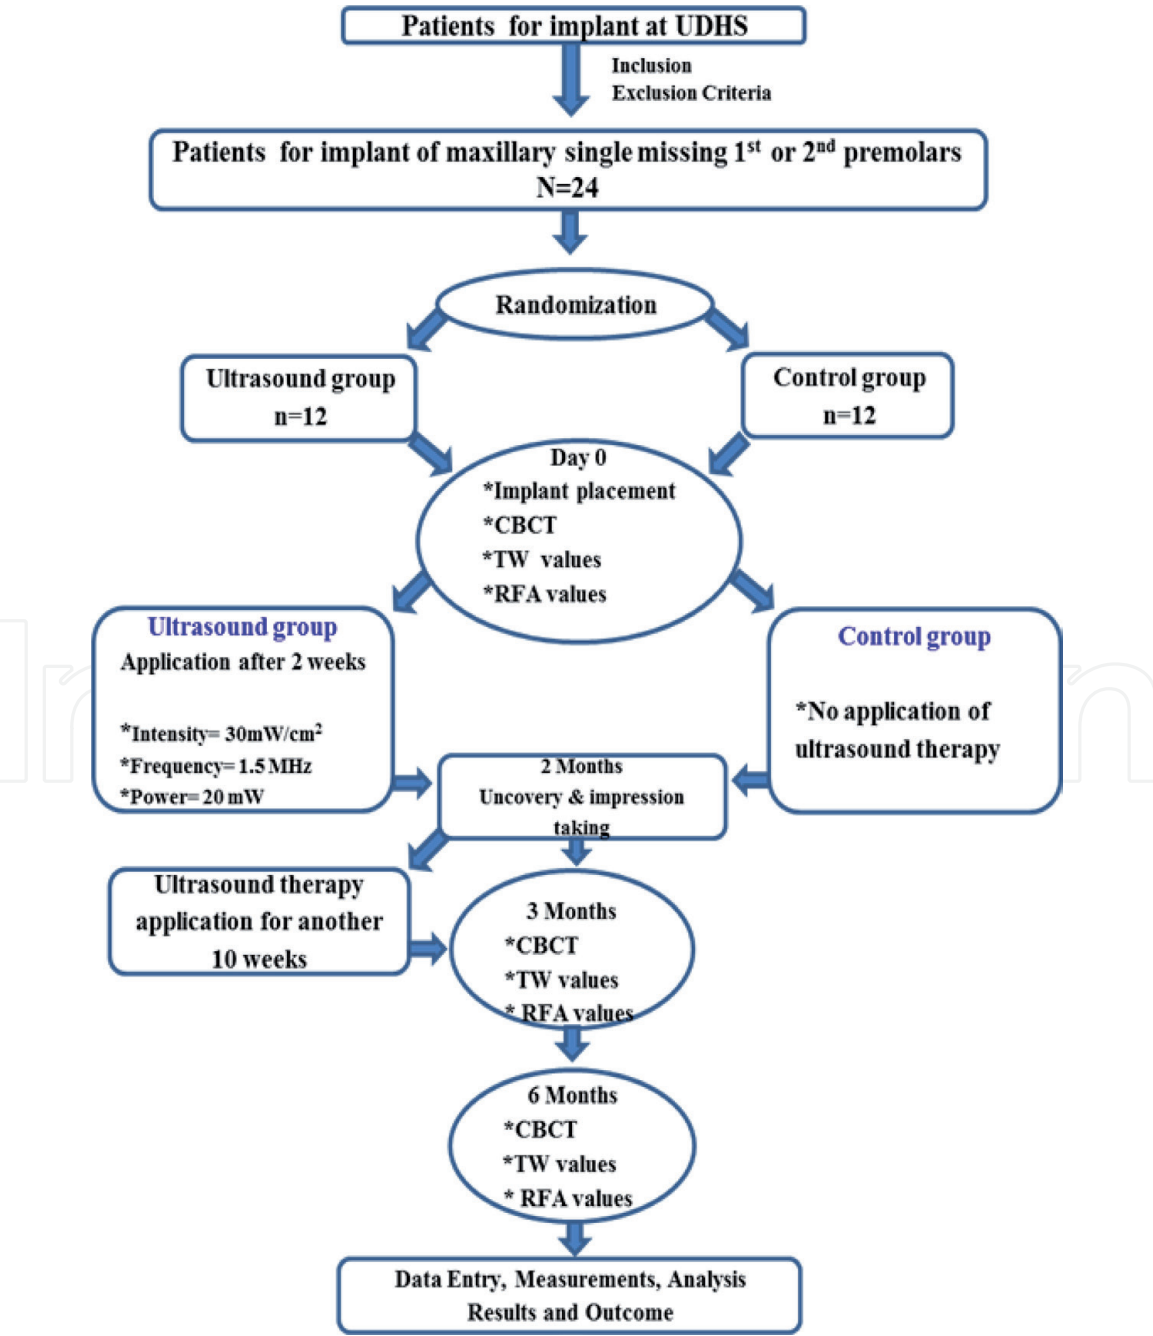 Patients for implant at UDHS
Inclusion
Exclusion Criteria
Patients for implant of maxillary single missing 1st or 2nd premolars
N=24
Randomization
Ultrasound group
n=12
Control group
n=12
Day 0
*Implant placement
*CBCT
*TW values
*RFA values
Ultrasound group
Application after 2 weeks
*Intensity= 30mW/cm2
*Frequency= 1.5 MHz
*Power= 20 mW
Control group
*No application of
ultrasound therapy
2 Months
Uncovery & impression
taking
Ultrasound therapy
application for another
10 weeks
3 Months
*CBCT
*TW values
* RFA values
6 Months
*CBCT
*TW values
* RFA values
Data Entry, Measurements, Analysis
Results and Outcome